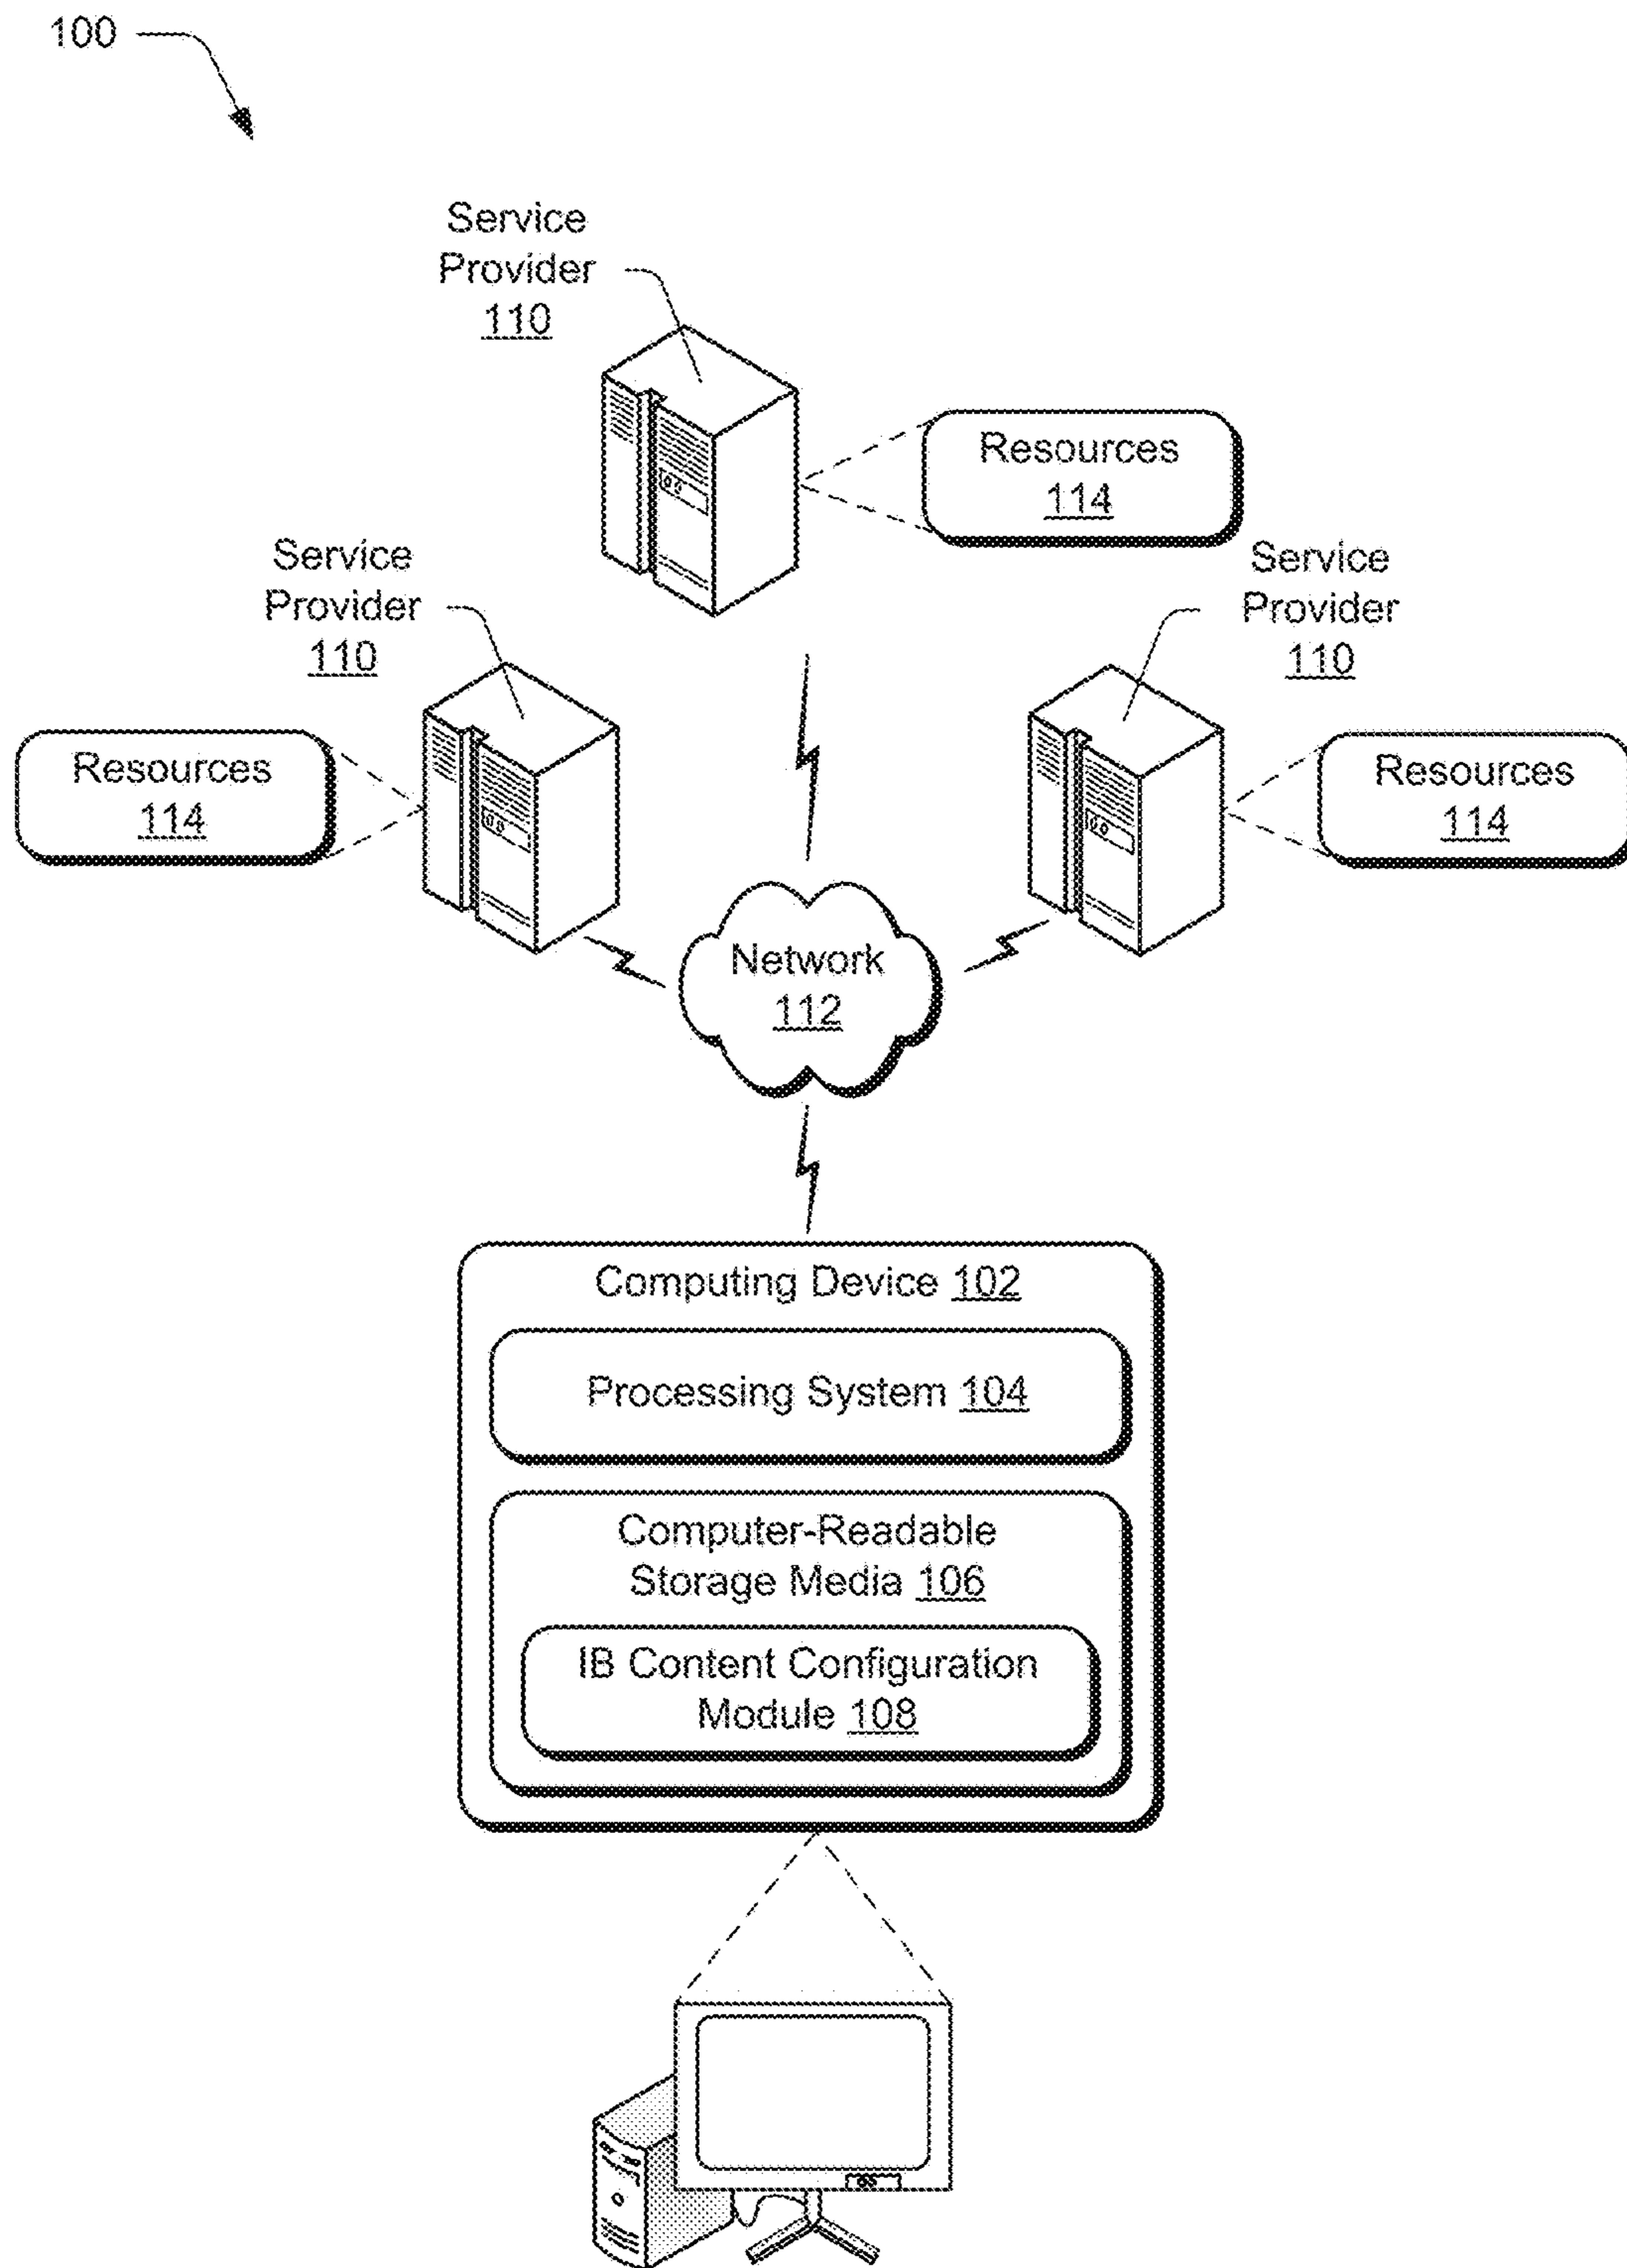 100
Service
Provider
110
Resources
114
Service
Provider
110
Service
Provider
110
Resources
114
Resources
114
Network
112
Computing Device 102
Processing System 104
Computer-Readable
Storage Media 106
IB Content Configuration
Module 108